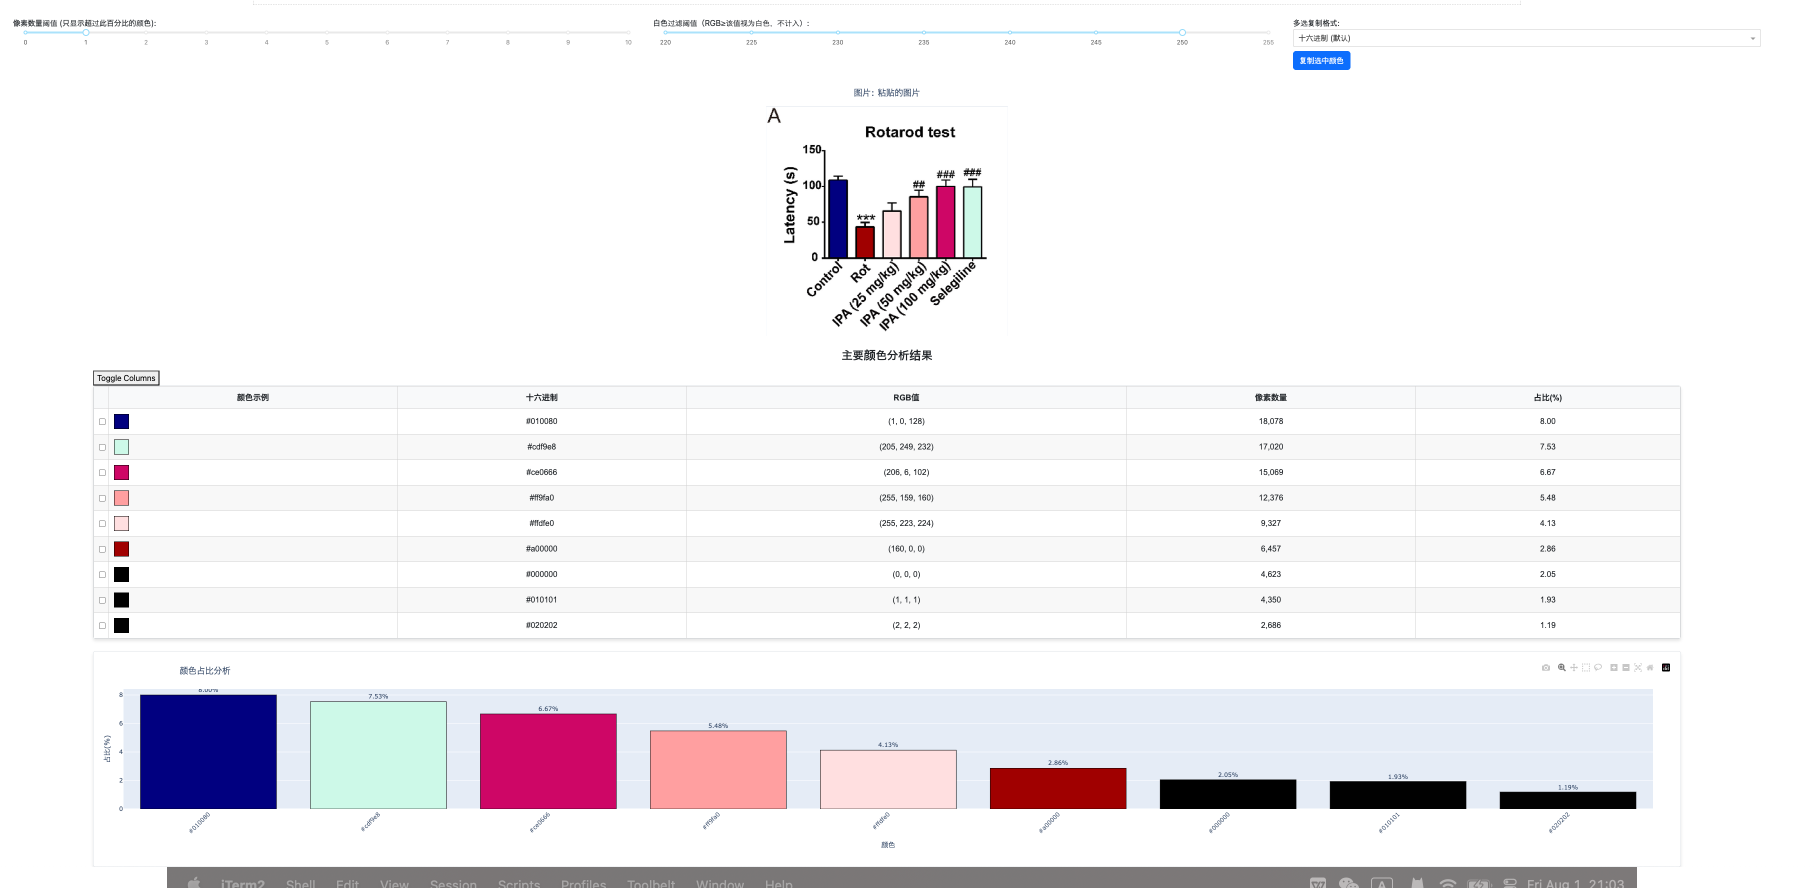 像素数量阈值 (只显示超过此百分比的颜色):
0 1 2 3 4 5 6 7 8 9 10
白色过滤阈值（RGB≥该值视为白色，不计入）:
220 225 230 235 240 245 250 255
多选复制格式:
十六进制 (默认)
复制选中颜色
图片: 粘贴的图片
A
Rotarod test
Latency (s)
150
100
50
0
***
##
###
###
Control
Rot
IPA (25 mg/kg)
IPA (50 mg/kg)
IPA (100 mg/kg)
Selegiline
主要颜色分析结果
Toggle Columns
颜色示例 十六进制 RGB值 像素数量 占比(%)
#010080 (1, 0, 128) 18,078 8.00
#cdf9e8 (205, 249, 232) 17,020 7.53
#ce0666 (206, 6, 102) 15,069 6.67
#ff9fa0 (255, 159, 160) 12,376 5.48
#ffdfe0 (255, 223, 224) 9,327 4.13
#a00000 (160, 0, 0) 6,457 2.86
#000000 (0, 0, 0) 4,623 2.05
#010101 (1, 1, 1) 4,350 1.93
#020202 (2, 2, 2) 2,686 1.19
颜色占比分析
占比(%)
8
6
4
2
0
8.00%
7.53%
6.67%
5.48%
4.13%
2.86%
2.05%
1.93%
1.19%
#010080
#cdf9e8
#ce0666
#ff9fa0
#ffdfe0
#a00000
#000000
#010101
#020202
颜色
iTerm2 Shell Edit View Session Scripts Profiles Toolbelt Window Help A Fri Aug 1 21:03